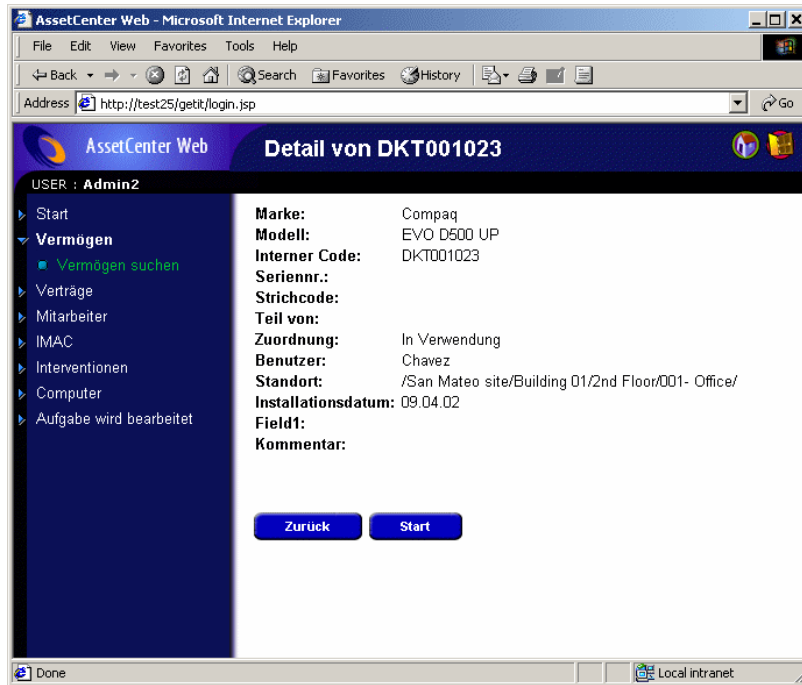 AssetCenter Web - Microsoft Internet Explorer
File Edit View Favorites Tools Help
Back Search Favorites History
Address http://test25/getit/login.jsp Go
AssetCenter Web Detail von DKT001023
USER : Admin2
Start
Vermögen
Vermögen suchen
Verträge
Mitarbeiter
IMAC
Interventionen
Computer
Aufgabe wird bearbeitet
Marke: Compaq
Modell: EVO D500 UP
Interner Code: DKT001023
Seriennr.:
Strichcode:
Teil von:
Zuordnung: In Verwendung
Benutzer: Chavez
Standort: /San Mateo site/Building 01/2nd Floor/001- Office/
Installationsdatum: 09.04.02
Field1:
Kommentar:
Zurück Start
Done Local intranet